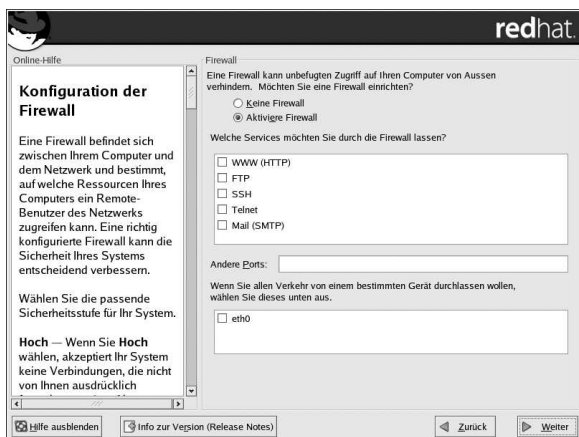 redhat.
Online-Hilfe
Konfiguration der
Firewall
Eine Firewall befindet sich
zwischen Ihrem Computer und
dem Netzwerk und bestimmt,
auf welche Ressourcen Ihres
Computers ein Remote-
Benutzer des Netzwerks
zugreifen kann. Eine richtig
konfigurierte Firewall kann die
Sicherheit Ihres Systems
entscheidend verbessern.
Wählen Sie die passende
Sicherheitsstufe für Ihr System.
Hoch — Wenn Sie Hoch
wählen, akzeptiert Ihr System
keine Verbindungen, die nicht
von Ihnen ausdrücklich
Firewall
Eine Firewall kann unbefugten Zugriff auf Ihren Computer von Aussen
verhindern. Möchten Sie eine Firewall einrichten?
Keine Firewall
Aktiviere Firewall
Welche Services möchten Sie durch die Firewall lassen?
WWW (HTTP)
FTP
SSH
Telnet
Mail (SMTP)
Andere Ports:
Wenn Sie allen Verkehr von einem bestimmten Gerät durchlassen wollen,
wählen Sie dieses unten aus.
eth0
Hilfe ausblenden
Info zur Version (Release Notes)
Zurück
Weiter